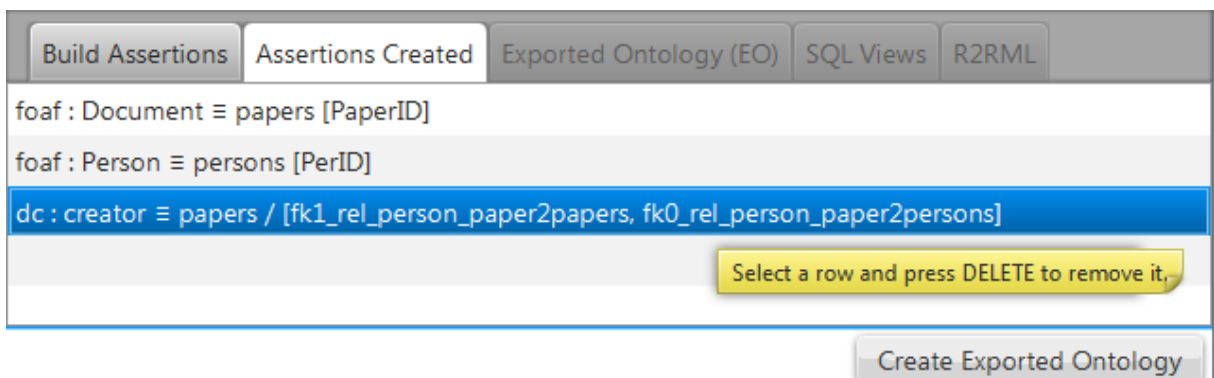 Build Assertions Assertions Created Exported Ontology (EO) SQL Views R2RML
foaf : Document ≡ papers [PaperID]
foaf : Person ≡ persons [PerID]
dc : creator ≡ papers / [fk1_rel_person_paper2papers, fk0_rel_person_paper2persons]
Select a row and press DELETE to remove it.
Create Exported Ontology